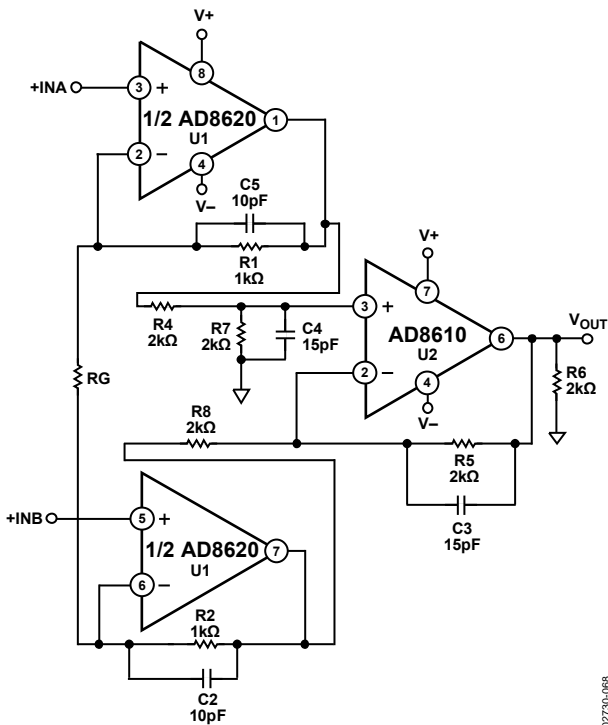 V+
+INA
3
+
8
1/2 AD8620
U1
1
2
−
4
V−
C5
10pF
R1
1kΩ
V+
R4
2kΩ
R7
2kΩ
C4
15pF
3
+
7
AD8610
U2
6
VOUT
2
−
4
V−
R6
2kΩ
RG
R8
2kΩ
R5
2kΩ
C3
15pF
+INB
5
+
1/2 AD8620
U1
7
6
−
R2
1kΩ
C2
10pF
02730-068